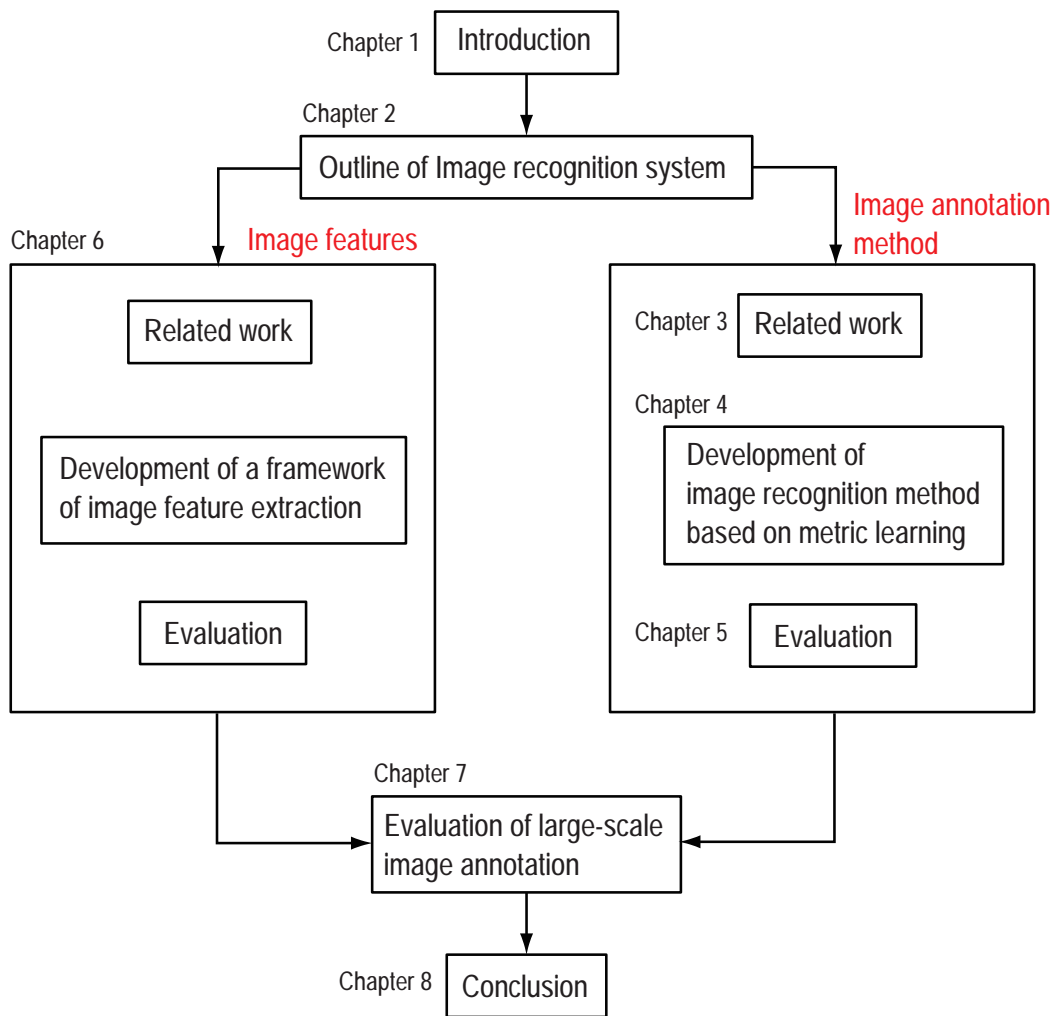 Chapter 1
Introduction
Chapter 2
Outline of Image recognition system
Chapter 6
Image features
Related work
Development of a framework
of image feature extraction
Evaluation
Image annotation
method
Chapter 3
Related work
Chapter 4
Development of
image recognition method
based on metric learning
Chapter 5
Evaluation
Chapter 7
Evaluation of large-scale
image annotation
Chapter 8
Conclusion